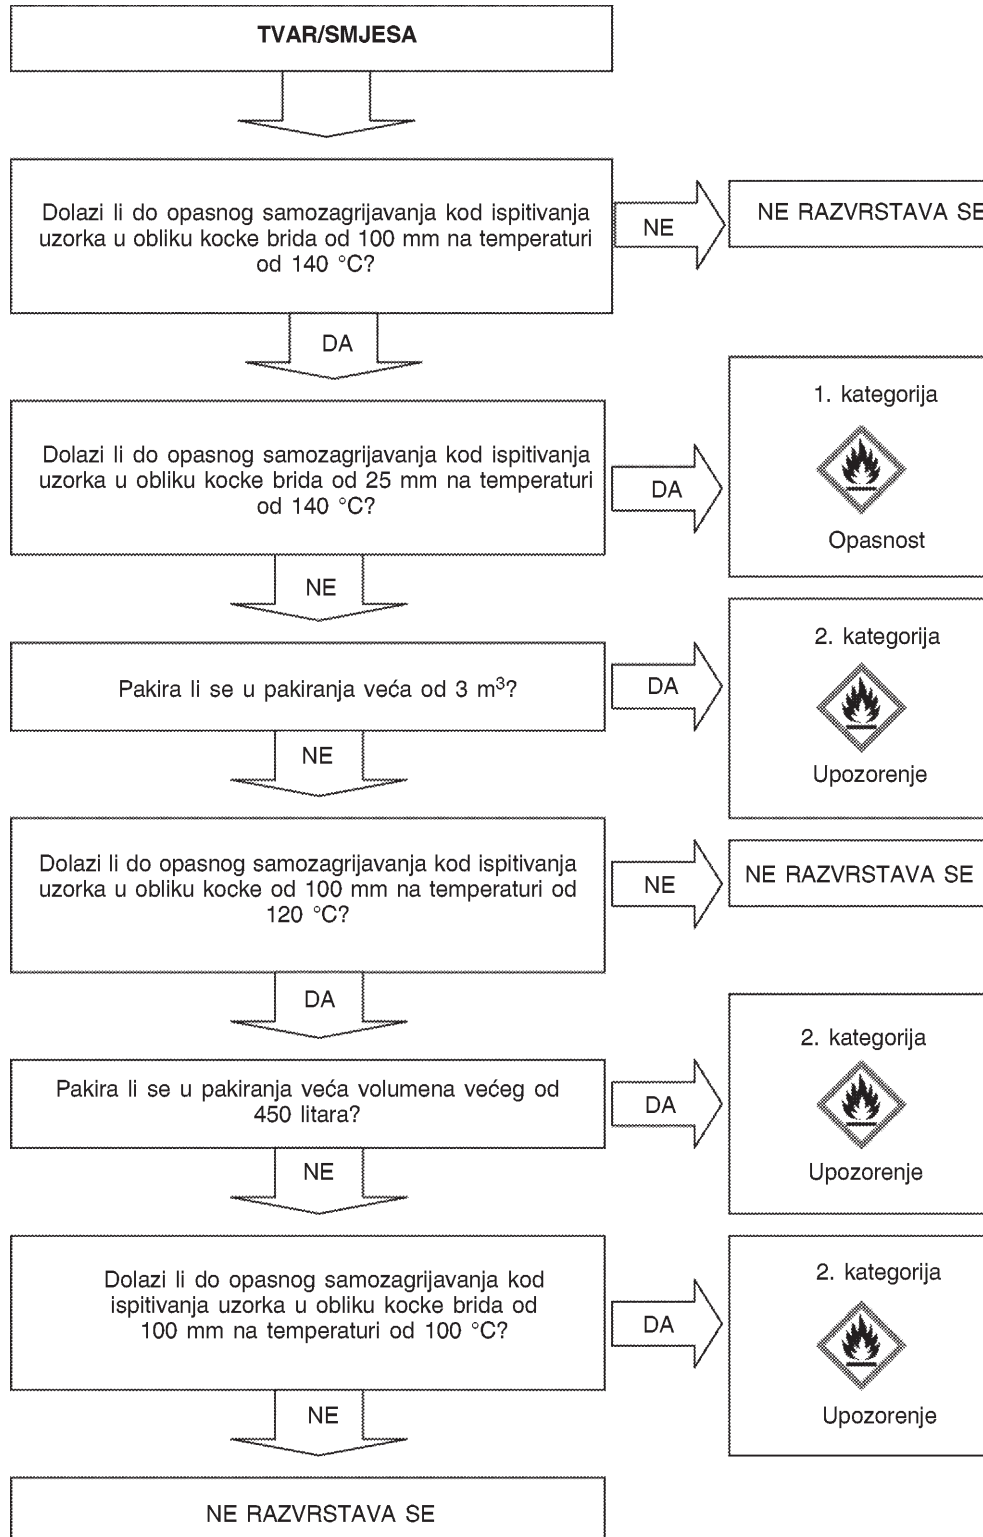 TVAR/SMJESA
Dolazi li do opasnog samozagrijavanja kod ispitivanja
uzorka u obliku kocke brida od 100 mm na temperaturi
od 140 °C?
NE
NE RAZVRSTAVA SE
DA
Dolazi li do opasnog samozagrijavanja kod ispitivanja
uzorka u obliku kocke brida od 25 mm na temperaturi
od 140 °C?
DA
1. kategorija
Opasnost
NE
Pakira li se u pakiranja veća od 3 m³?
DA
2. kategorija
Upozorenje
NE
Dolazi li do opasnog samozagrijavanja kod ispitivanja
uzorka u obliku kocke od 100 mm na temperaturi od
120 °C?
NE
NE RAZVRSTAVA SE
DA
Pakira li se u pakiranja veća volumena većeg od
450 litara?
DA
2. kategorija
Upozorenje
NE
Dolazi li do opasnog samozagrijavanja kod
ispitivanja uzorka u obliku kocke brida od
100 mm na temperaturi od 100 °C?
DA
2. kategorija
Upozorenje
NE
NE RAZVRSTAVA SE